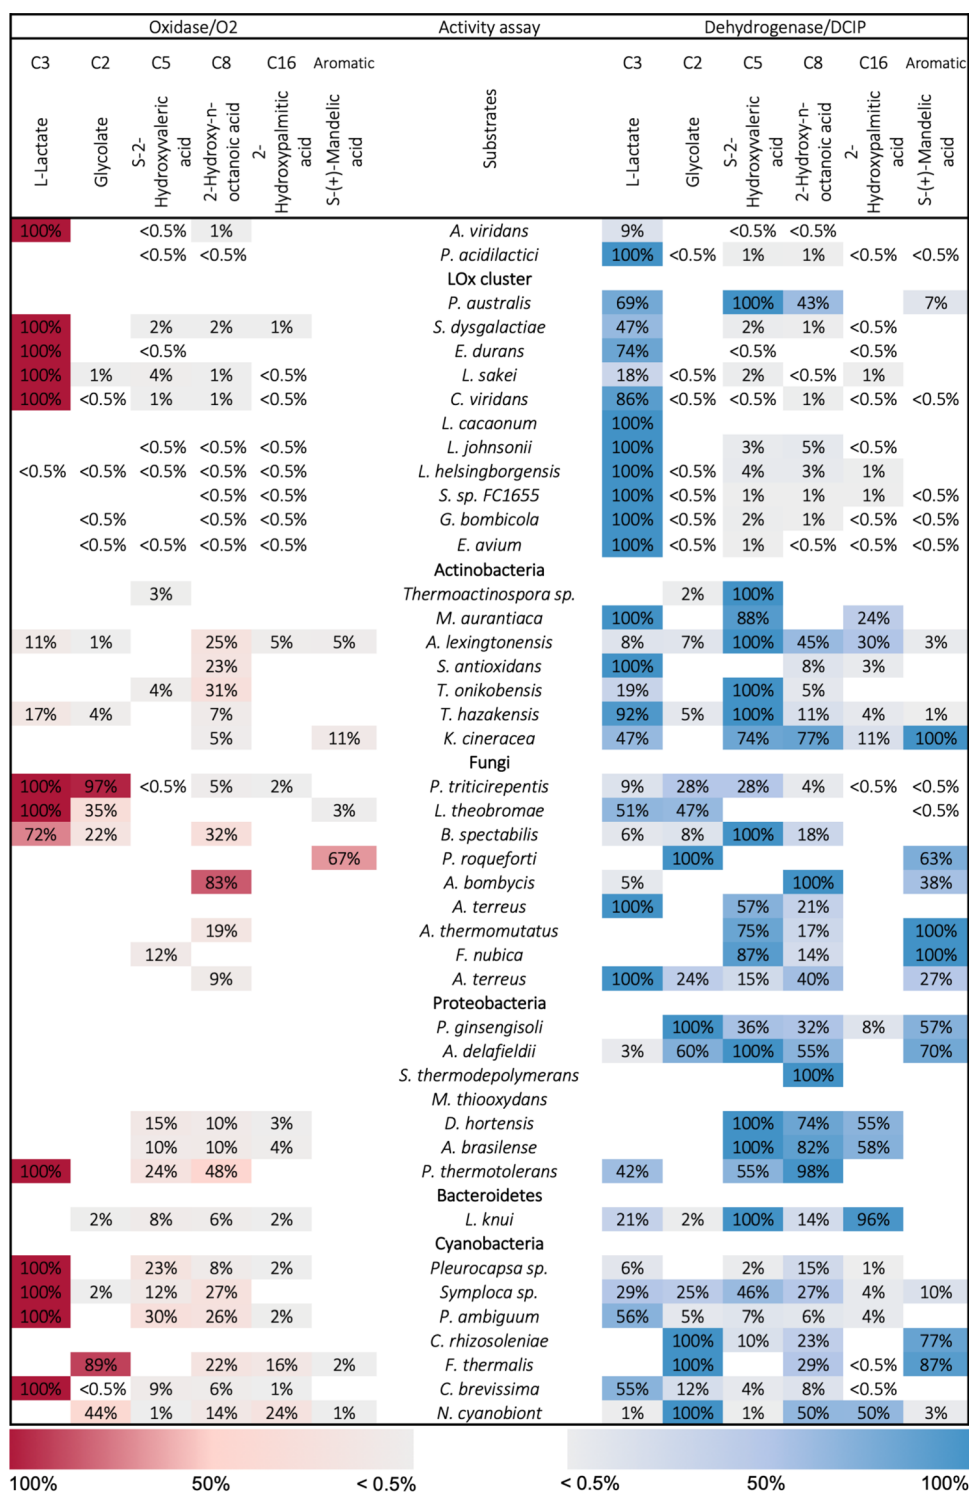 Oxidase/O2 Activity assay Dehydrogenase/DCIP
C3 C2 C5 C8 C16 Aromatic C3 C2 C5 C8 C16 Aromatic
L-Lactate
Glycolate
S-2-
Hydroxyvaleric
acid
2-Hydroxy-n-
octanoic acid
2-
Hydroxypalmitic
acid
S-(+)-Mandelic
acid
Substrates
L-Lactate
Glycolate
S-2-
Hydroxyvaleric
acid
2-Hydroxy-n-
octanoic acid
2-
Hydroxypalmitic
acid
S-(+)-Mandelic
acid
100% <0.5% 1% A. viridans 9% <0.5% <0.5%
<0.5% <0.5% P. acidilactici 100% <0.5% 1% 1% <0.5% <0.5%
LOx cluster
P. australis 69% 100% 43% 7%
100% 2% 2% 1% S. dysgalactiae 47% 2% 1% <0.5%
100% <0.5% E. durans 74% <0.5% <0.5%
100% 1% 4% 1% <0.5% L. sakei 18% <0.5% 2% <0.5% 1%
100% <0.5% 1% 1% <0.5% C. viridans 86% <0.5% <0.5% 1% <0.5% <0.5%
L. cacaonum 100%
<0.5% <0.5% <0.5% L. johnsonii 100% 3% 5% <0.5%
<0.5% <0.5% <0.5% <0.5% <0.5% L. helsingborgensis 100% <0.5% 4% 3% 1%
<0.5% <0.5% S. sp. FC1655 100% <0.5% 1% 1% 1% <0.5%
<0.5% <0.5% <0.5% G. bombicola 100% <0.5% 2% 1% <0.5% <0.5%
<0.5% <0.5% <0.5% <0.5% E. avium 100% <0.5% 1% <0.5% <0.5% <0.5%
Actinobacteria
3% Thermoactinospora sp. 2% 100%
M. aurantiaca 100% 88% 24%
11% 1% 25% 5% 5% A. lexingtonensis 8% 7% 100% 45% 30% 3%
23% S. antioxidans 100% 8% 3%
4% 31% T. onikobensis 19% 100% 5%
17% 4% 7% T. hazakensis 92% 5% 100% 11% 4% 1%
5% 11% K. cineracea 47% 74% 77% 11% 100%
Fungi
100% 97% <0.5% 5% 2% P. triticirepentis 9% 28% 28% 4% <0.5% <0.5%
100% 35% 3% L. theobromae 51% 47% <0.5%
72% 22% 32% B. spectabilis 6% 8% 100% 18%
67% P. roqueforti 100% 63%
83% A. bombycis 5% 100% 38%
A. terreus 100% 57% 21%
19% A. thermomutatus 75% 17% 100%
12% F. nubica 87% 14% 100%
9% A. terreus 100% 24% 15% 40% 27%
Proteobacteria
P. ginsengisoli 100% 36% 32% 8% 57%
A. delafieldii 3% 60% 100% 55% 70%
S. thermodepolymerans 100%
M. thiooxydans
15% 10% 3% D. hortensis 100% 74% 55%
10% 10% 4% A. brasilense 100% 82% 58%
100% 24% 48% P. thermotolerans 42% 55% 98%
Bacteroidetes
2% 8% 6% 2% L. knui 21% 2% 100% 14% 96%
Cyanobacteria
100% 23% 8% 2% Pleurocapsa sp. 6% 2% 15% 1%
100% 2% 12% 27% Symploca sp. 29% 25% 46% 27% 4% 10%
100% 30% 26% 2% P. ambiguum 56% 5% 7% 6% 4%
C. rhizosoleniae 100% 10% 23% 77%
89% 22% 16% 2% F. thermalis 100% 29% <0.5% 87%
100% <0.5% 9% 6% 1% C. brevissima 55% 12% 4% 8% <0.5%
44% 1% 14% 24% 1% N. cyanobiont 1% 100% 1% 50% 50% 3%
100% 50% < 0.5% < 0.5% 50% 100%